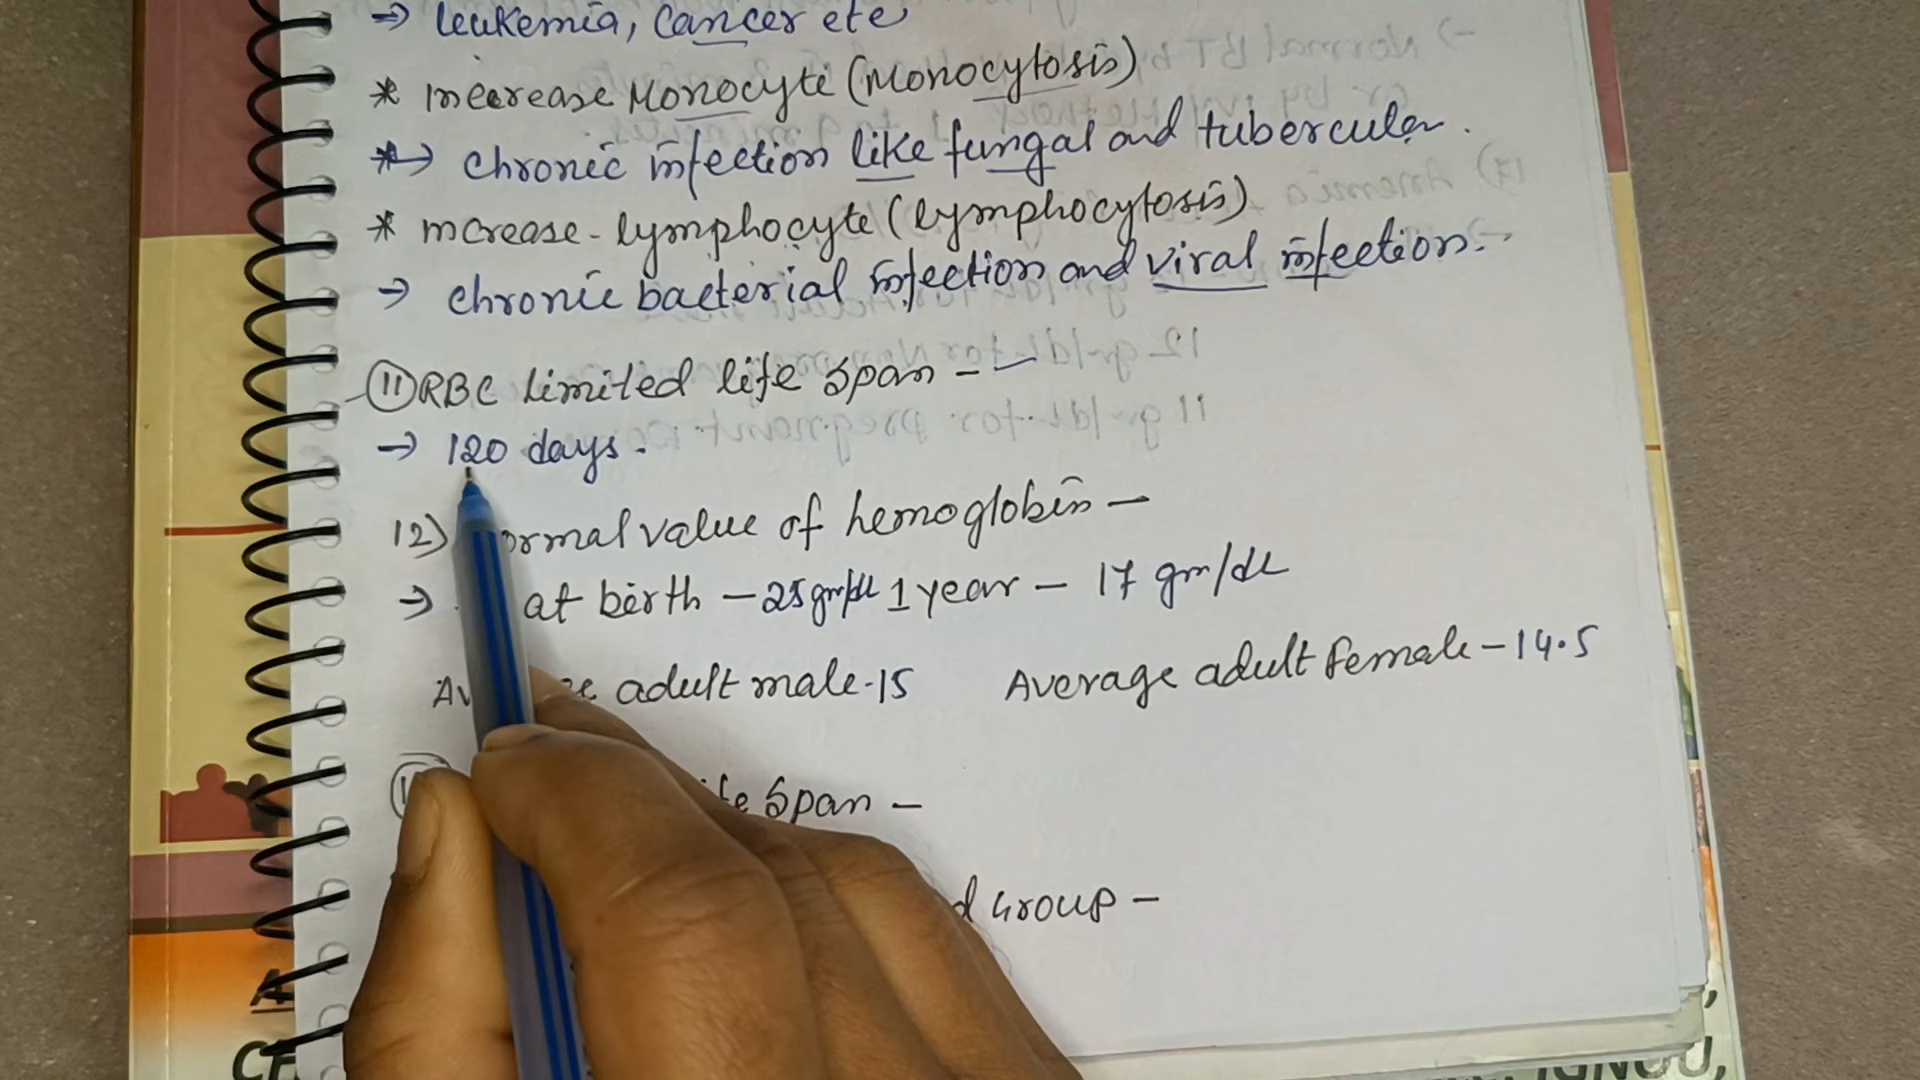 → leukemia, cancer etc
* increase Monocyte (Monocytosis)
*→ chronic infection like fungal and tubercular.
* increase - lymphocyte (lymphocytosis)
→ chronic bacterial infection and viral infection.
⑪ RBC limited life span -
→ 120 days.
12) ormal value of hemoglobin -
→ at birth - 25 gm/dl 1 year - 17 gm/dl
adult male - 15 Average adult female - 14.5
span -
Group -